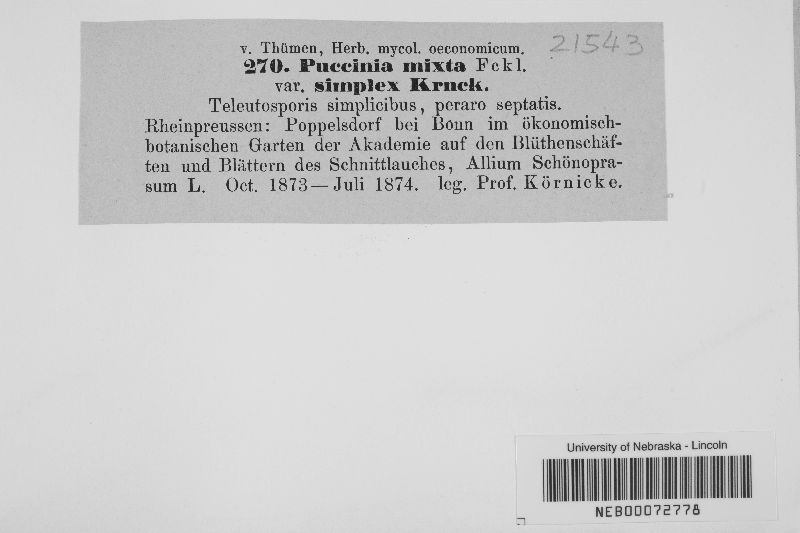 v. Thümen, Herb. mycol. oeconomicum. 21543
270. Puccinia mixta Fckl.
var. simplex Krnck.
Teleutosporis simplicibus, peraro septatis.
Rheinpreussen: Poppelsdorf bei Bonn im ökonomisch-
botanischen Garten der Akademie auf den Blüthenschäf-
ten und Blättern des Schnittlauches, Allium Schönopra-
sum L. Oct. 1873—Juli 1874. leg. Prof. Körnicke.
University of Nebraska - Lincoln
NEB00072778